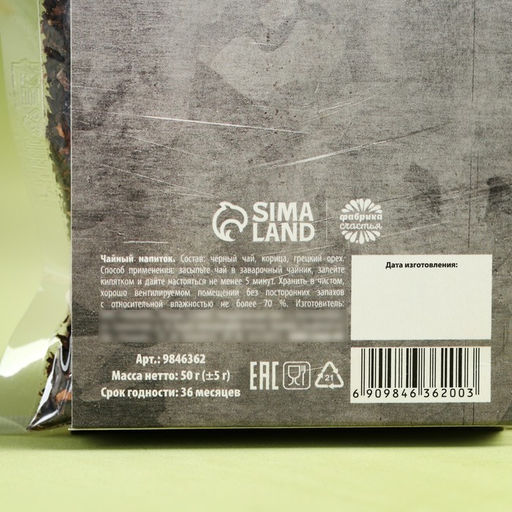 SIMA
LAND
фабрика
счастья
Чайный напиток. Состав: черный чай, корица, грецкий орех.
Способ применения: засыпьте чай в заварочный чайник, залейте
кипятком и дайте настояться не менее 5 минут. Хранить в чистом,
хорошо вентилируемом помещении без посторонних запахов
с относительной влажностью не более 70 %. Изготовитель:
Дата изготовления:
Арт.: 9846362
Масса нетто: 50 г (±5 г)
Срок годности: 36 месяцев
EAC
21
6 909846 362003